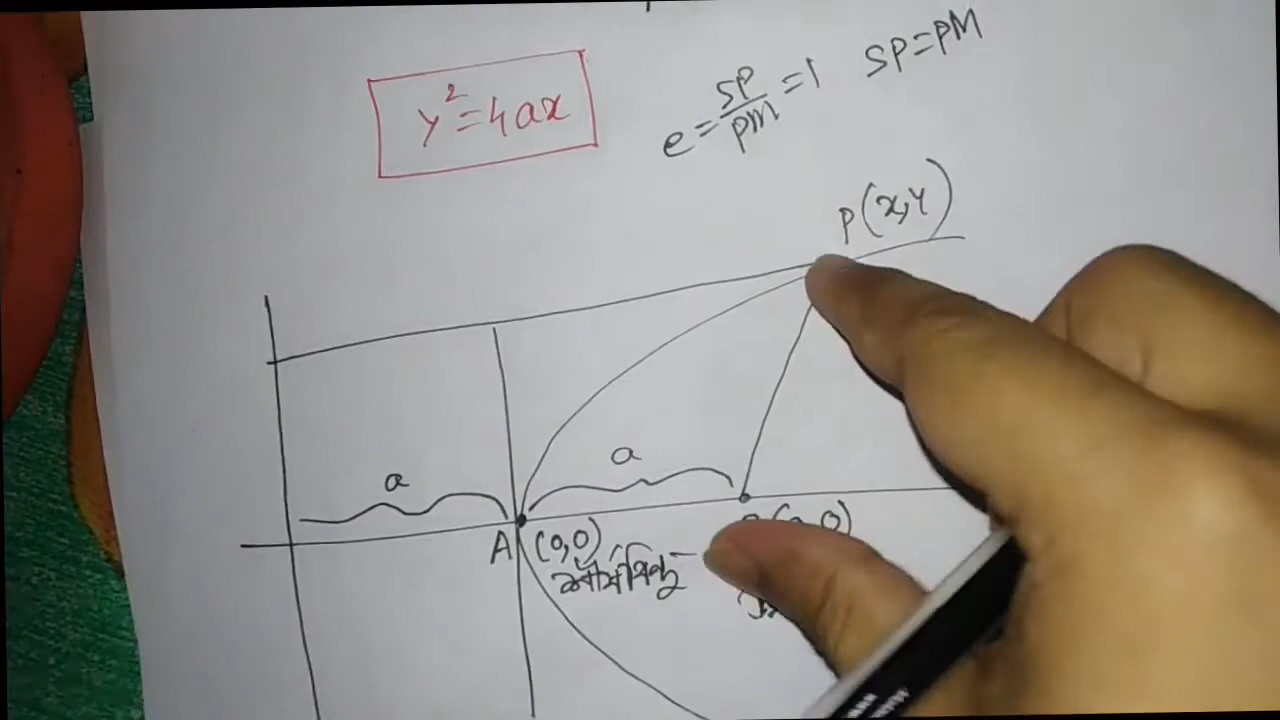 y²=4ax
e=SP/PM=1 SP=PM
P(x,y)
a
a
A (0,0)
শীর্ষবিন্দু